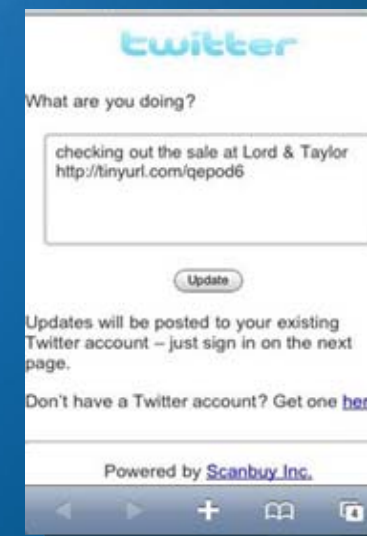 twitter
What are you doing?
checking out the sale at Lord & Taylor
http://tinyurl.com/qepod6
Update
Updates will be posted to your existing
Twitter account – just sign in on the next
page.
Don't have a Twitter account? Get one her
Powered by Scanbuy Inc.
4